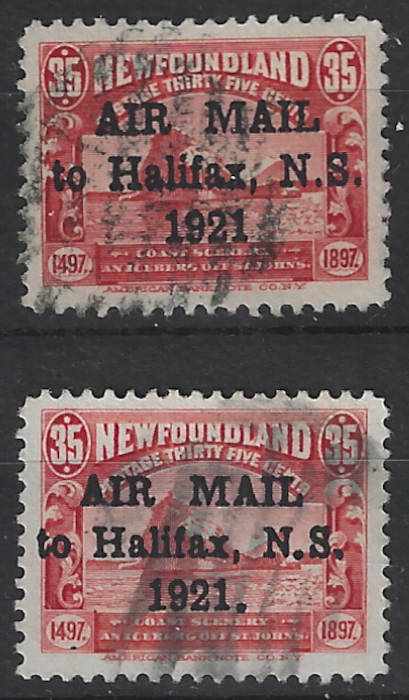 35 NEWFOUNDLAND 35
POSTAGE THIRTY FIVE CENTS
AIR MAIL
to Halifax, N.S.
1921
1497. COAST SCENERY 1897.
AN ICEBERG OFF ST. JOHNS.
AMERICAN BANK NOTE CO. N.Y.
35 NEWFOUNDLAND 35
POSTAGE THIRTY FIVE CENTS
AIR MAIL
to Halifax, N.S.
1921.
1497. COAST SCENERY 1897.
AN ICEBERG OFF ST. JOHNS.
AMERICAN BANK NOTE CO. N.Y.